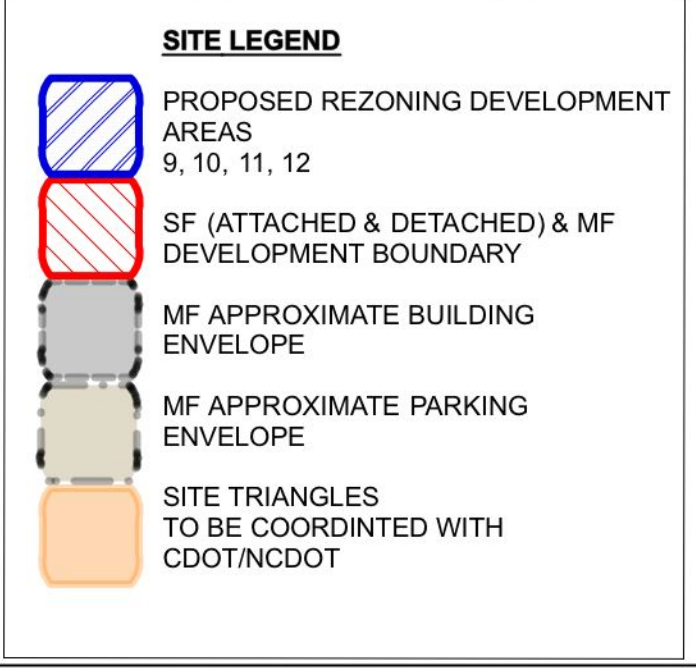 SITE LEGEND
PROPOSED REZONING DEVELOPMENT
AREAS
9, 10, 11, 12
SF (ATTACHED & DETACHED) & MF
DEVELOPMENT BOUNDARY
MF APPROXIMATE BUILDING
ENVELOPE
MF APPROXIMATE PARKING
ENVELOPE
SITE TRIANGLES
TO BE COORDINTED WITH
CDOT/NCDOT